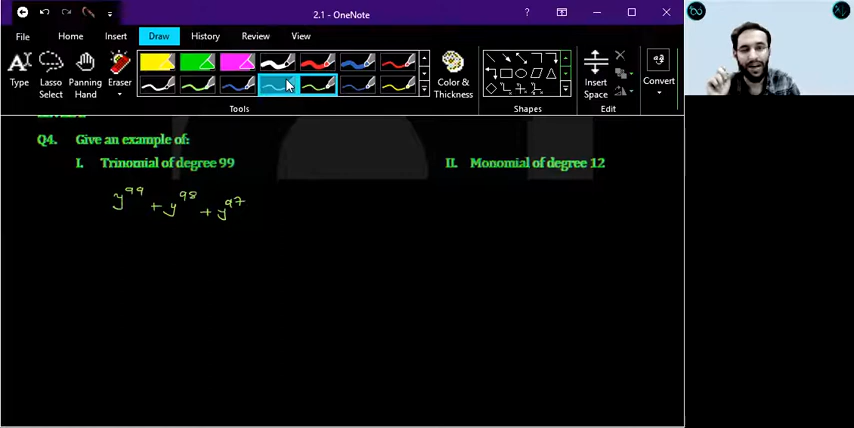 2.1 - OneNote
?
File Home Insert Draw History Review View
Type Lasso Select Panning Hand Eraser Color & Thickness Insert Space Convert
Tools Shapes Edit
Q4. Give an example of:
I. Trinomial of degree 99 II. Monomial of degree 12
y⁹⁹ + y⁹⁸ + y⁹⁷